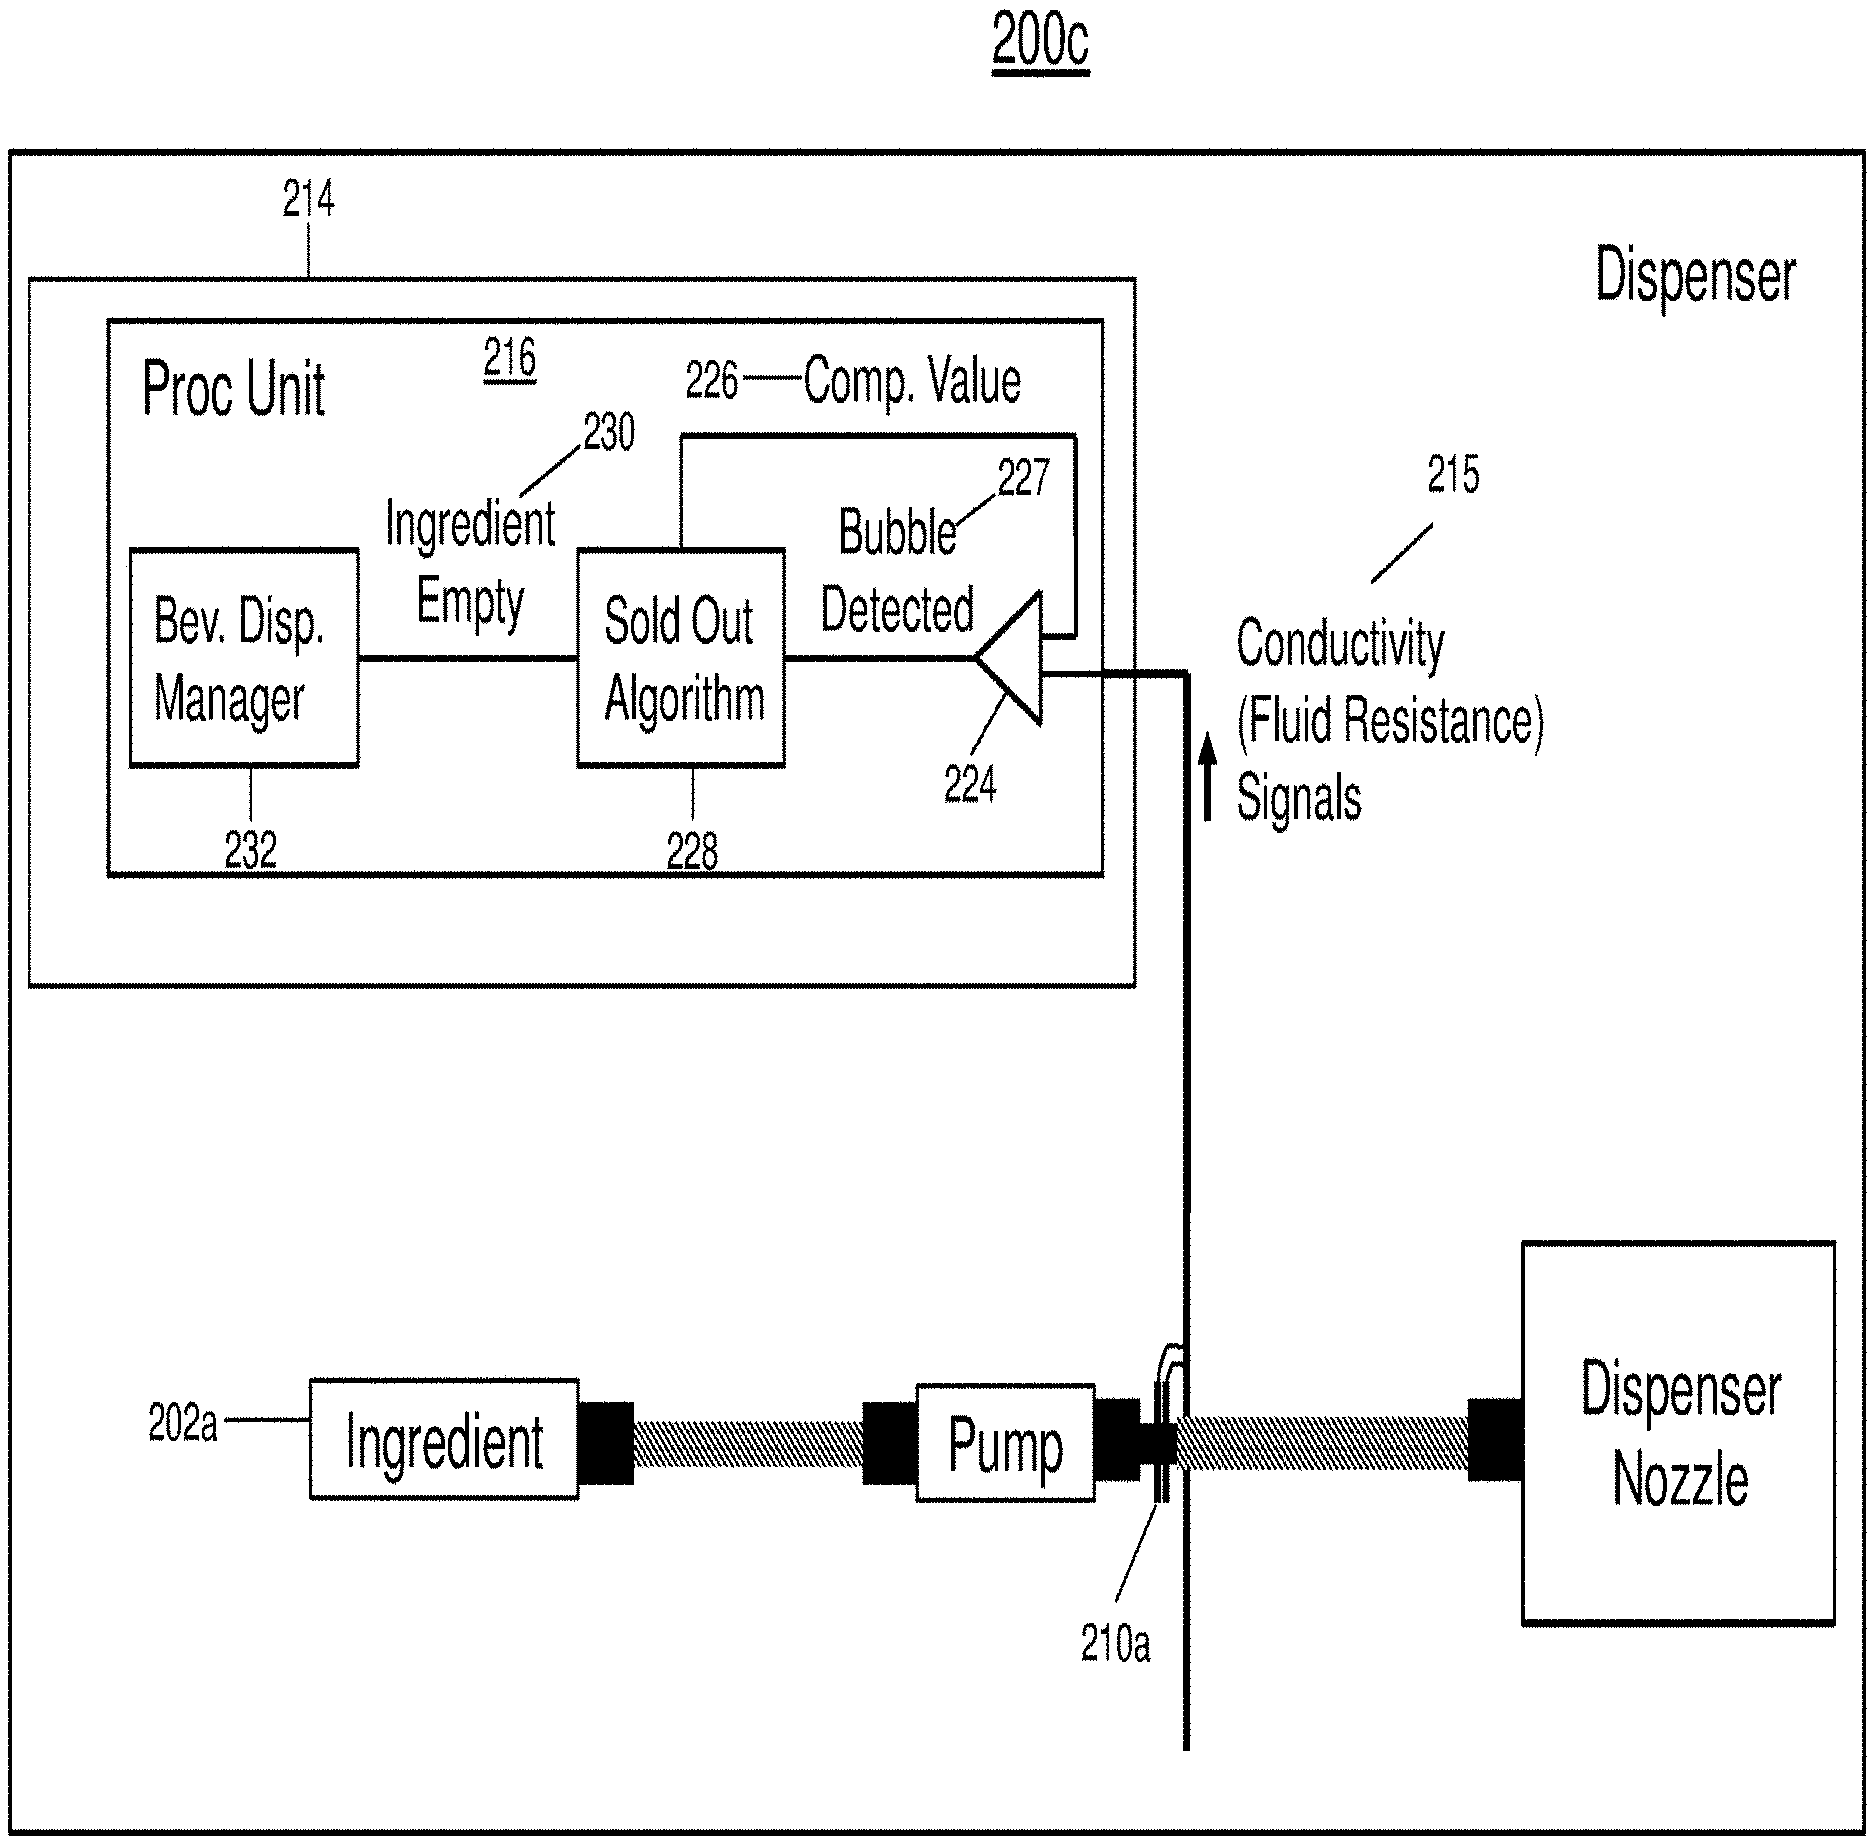 200c
214
Dispenser
Proc Unit
216
226
Comp. Value
230
227
215
Ingredient
Empty
Bubble
Detected
Bev. Disp.
Manager
Sold Out
Algorithm
Conductivity
(Fluid Resistance)
Signals
224
232
228
202a
Ingredient
Pump
Dispenser
Nozzle
210a